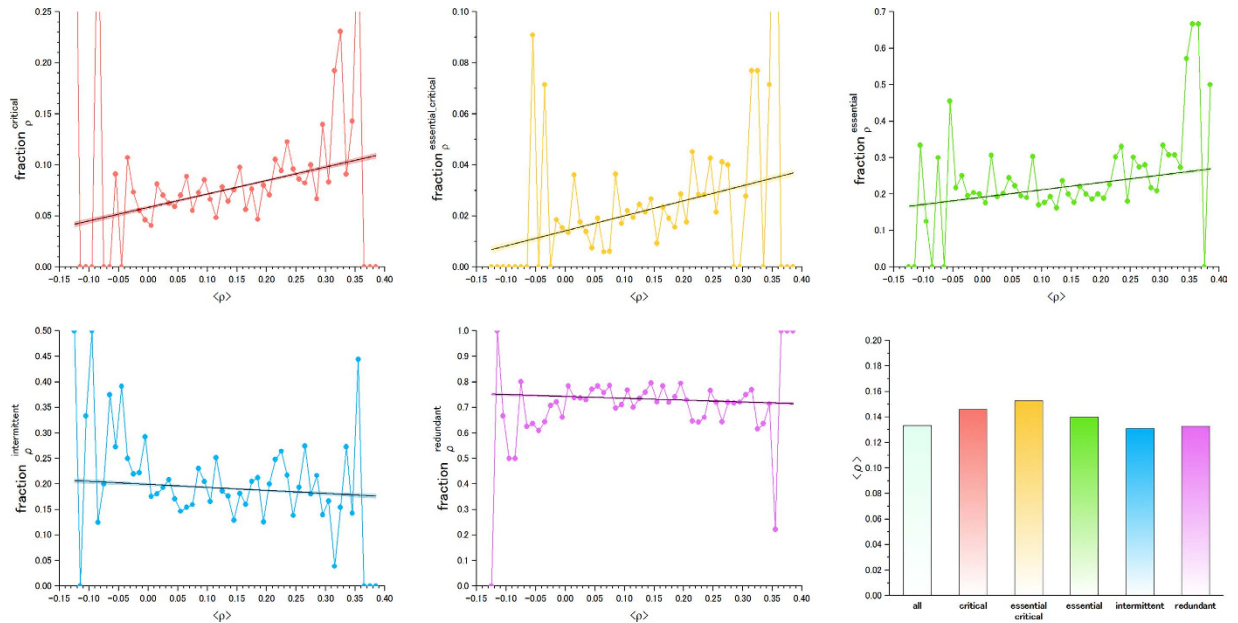 0.25
0.20
0.15
0.10
0.05
0.00
fraction ρ critical
−0.15 −0.10 −0.05 0.00 0.05 0.10 0.15 0.20 0.25 0.30 0.35 0.40
⟨ρ⟩
0.10
0.08
0.06
0.04
0.02
0.00
fraction ρ essential_critical
−0.15 −0.10 −0.05 0.00 0.05 0.10 0.15 0.20 0.25 0.30 0.35 0.40
⟨ρ⟩
0.7
0.6
0.5
0.4
0.3
0.2
0.1
0.0
fraction ρ essential
−0.15 −0.10 −0.05 0.00 0.05 0.10 0.15 0.20 0.25 0.30 0.35 0.40
⟨ρ⟩
0.50
0.45
0.40
0.35
0.30
0.25
0.20
0.15
0.10
0.05
0.00
fraction ρ intermittent
−0.15 −0.10 −0.05 0.00 0.05 0.10 0.15 0.20 0.25 0.30 0.35 0.40
⟨ρ⟩
1.0
0.9
0.8
0.7
0.6
0.5
0.4
0.3
0.2
0.1
0.0
fraction ρ redundant
−0.15 −0.10 −0.05 0.00 0.05 0.10 0.15 0.20 0.25 0.30 0.35 0.40
⟨ρ⟩
0.20
0.18
0.16
0.14
0.12
0.10
0.08
0.06
0.04
0.02
0.00
⟨ρ⟩
all critical essential essential intermittent redundant
critical